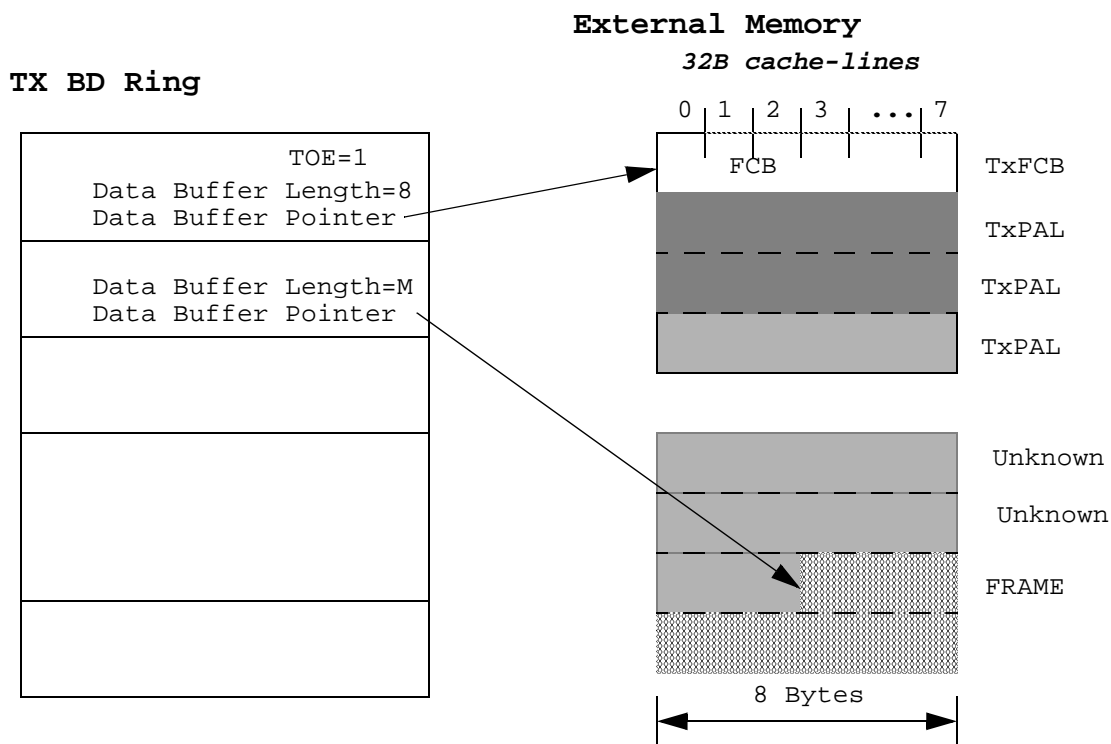 External Memory
32B cache-lines
TX BD Ring
0 1 2 3 ... 7
TOE=1
Data Buffer Length=8
Data Buffer Pointer
FCB
TxFCB
TxPAL
Data Buffer Length=M
Data Buffer Pointer
TxPAL
TxPAL
Unknown
Unknown
FRAME
8 Bytes